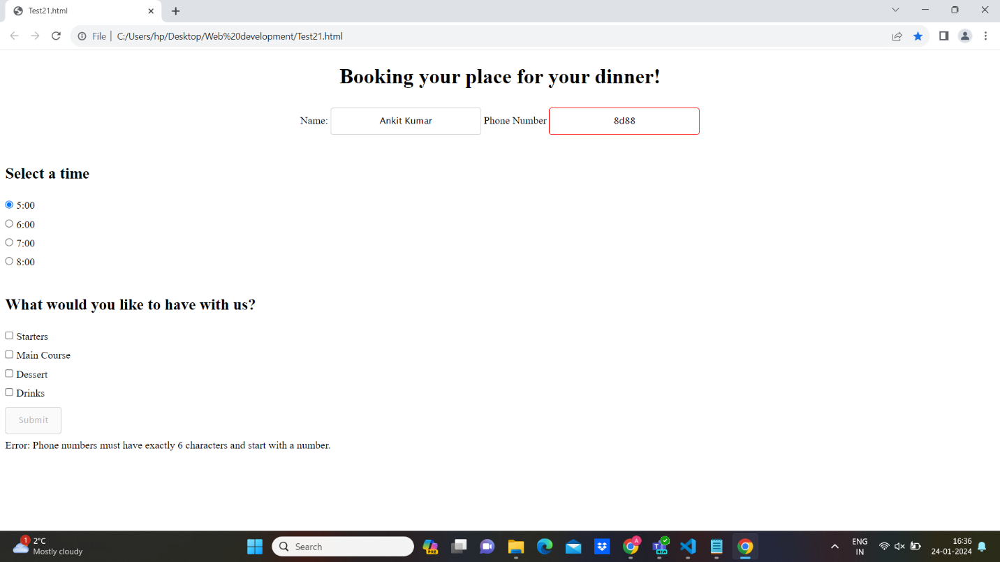 Test21.html
File | C:/Users/hp/Desktop/Web%20development/Test21.html
Booking your place for your dinner!
Name: Ankit Kumar Phone Number 8d88
Select a time
5:00
6:00
7:00
8:00
What would you like to have with us?
Starters
Main Course
Dessert
Drinks
Submit
Error: Phone numbers must have exactly 6 characters and start with a number.
1
2°C
Mostly cloudy
Search
PRE
A
T
NEW
ENG
IN
16:36
24-01-2024